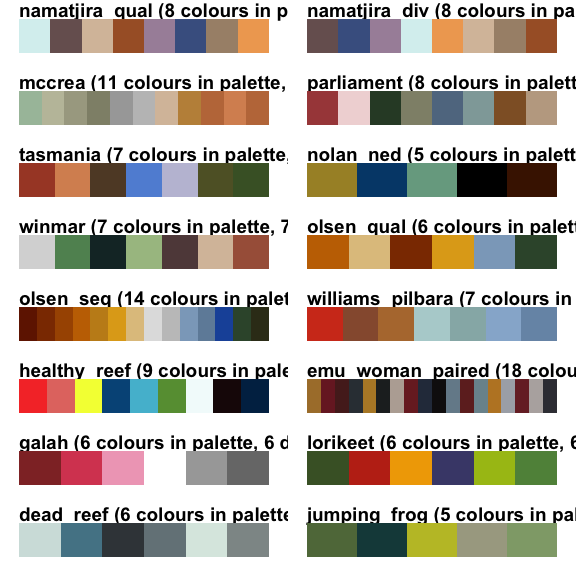 namatjira_qual (8 colours in p
namatjira_div (8 colours in pa
mccrea (11 colours in palette,
parliament (8 colours in palett
tasmania (7 colours in palette,
nolan_ned (5 colours in palett
winmar (7 colours in palette, 7
olsen_qual (6 colours in palett
olsen_seq (14 colours in palet
williams_pilbara (7 colours in
healthy_reef (9 colours in pale
emu_woman_paired (18 colou
galah (6 colours in palette, 6 d
lorikeet (6 colours in palette, 6
dead_reef (6 colours in palette
jumping_frog (5 colours in pal